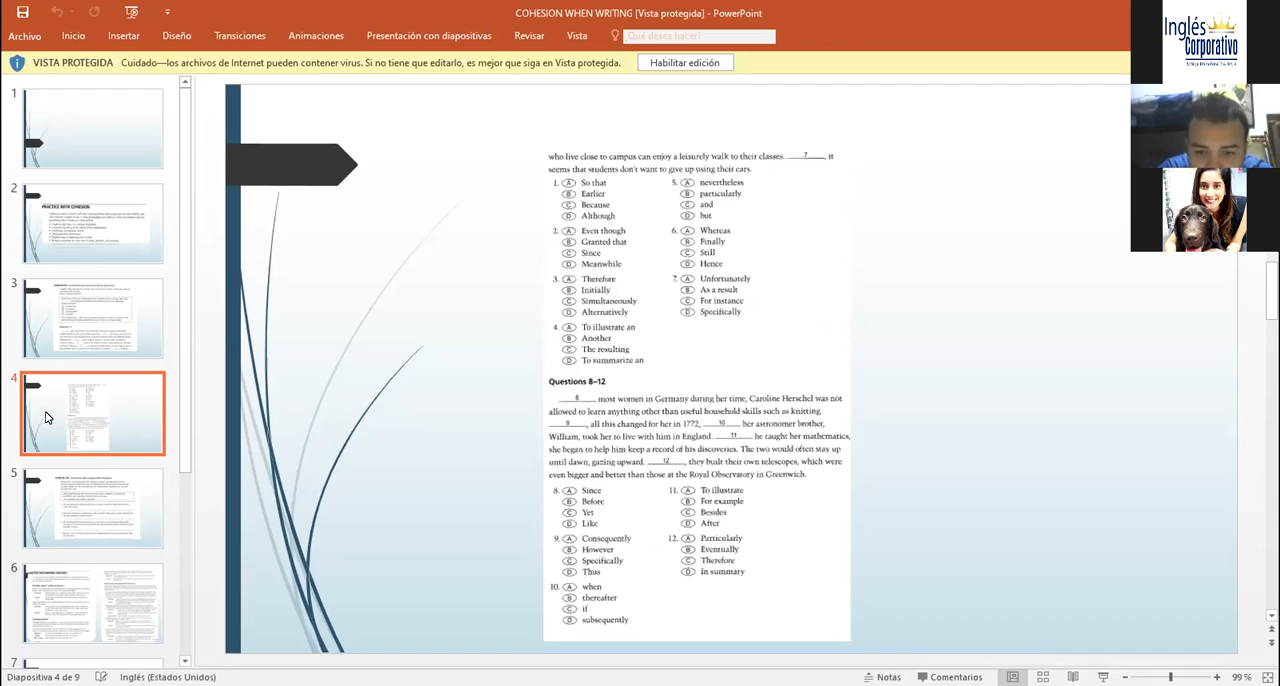 COHESION WHEN WRITING [Vista protegida] - PowerPoint
Archivo Inicio Insertar Diseño Transiciones Animaciones Presentación con diapositivas Revisar Vista Qué desea hacer?
VISTA PROTEGIDA Cuidado—los archivos de Internet pueden contener virus. Si no tiene que editarlo, es mejor que siga en Vista protegida. Habilitar edición
Inglés
Corporativo
1
2
PRACTICE WITH COHESION
3
4
5
6
7
who live close to campus can enjoy a leisurely walk to their classes. 7, it
seems that students don't want to give up using their cars.
1. A So that
B Earlier
C Because
D Although
2. A Even though
B Granted that
C Since
D Meanwhile
3. A Therefore
B Initially
C Simultaneously
D Alternatively
4. A To illustrate an
B Another
C The resulting
D To summarize an
5. A nevertheless
B particularly
C and
D but
6. A Whereas
B Finally
C Still
D Hence
7. A Unfortunately
B As a result
C For instance
D Specifically
Questions 8–12
8 most women in Germany during her time, Caroline Herschel was not
allowed to learn anything other than useful household skills such as knitting.
9, all this changed for her in 1772, 10 her astronomer brother,
William, took her to live with him in England. 11 he taught her mathematics,
she began to help him keep a record of his discoveries. The two would often stay up
until dawn, gazing upward. 12, they built their own telescopes, which were
even bigger and better than those at the Royal Observatory in Greenwich.
8. A Since
B Before
C Yet
D Like
9. A Consequently
B However
C Specifically
D Thus
10. A when
B thereafter
C if
D subsequently
11. A To illustrate
B For example
C Besides
D After
12. A Particularly
B Eventually
C Therefore
D In summary
Diapositiva 4 de 9 Inglés (Estados Unidos) Notas Comentarios 99 %